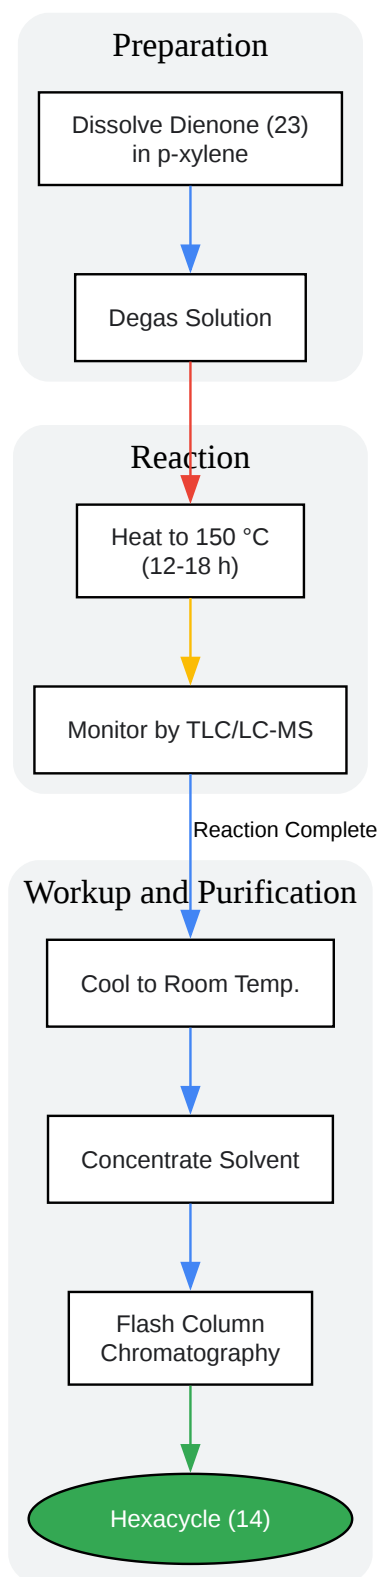 Preparation
Dissolve Dienone (23)
in p-xylene
Degas Solution
Reaction
Heat to 150 °C
(12-18 h)
Monitor by TLC/LC-MS
Reaction Complete
Workup and Purification
Cool to Room Temp.
Concentrate Solvent
Flash Column
Chromatography
Hexacycle (14)